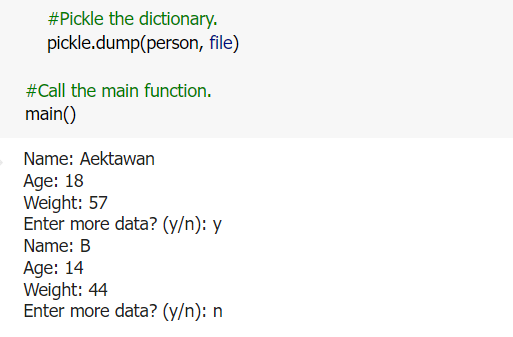 #Pickle the dictionary.
pickle.dump(person, file)
#Call the main function.
main()
Name: Aektawan
Age: 18
Weight: 57
Enter more data? (y/n): y
Name: B
Age: 14
Weight: 44
Enter more data? (y/n): n